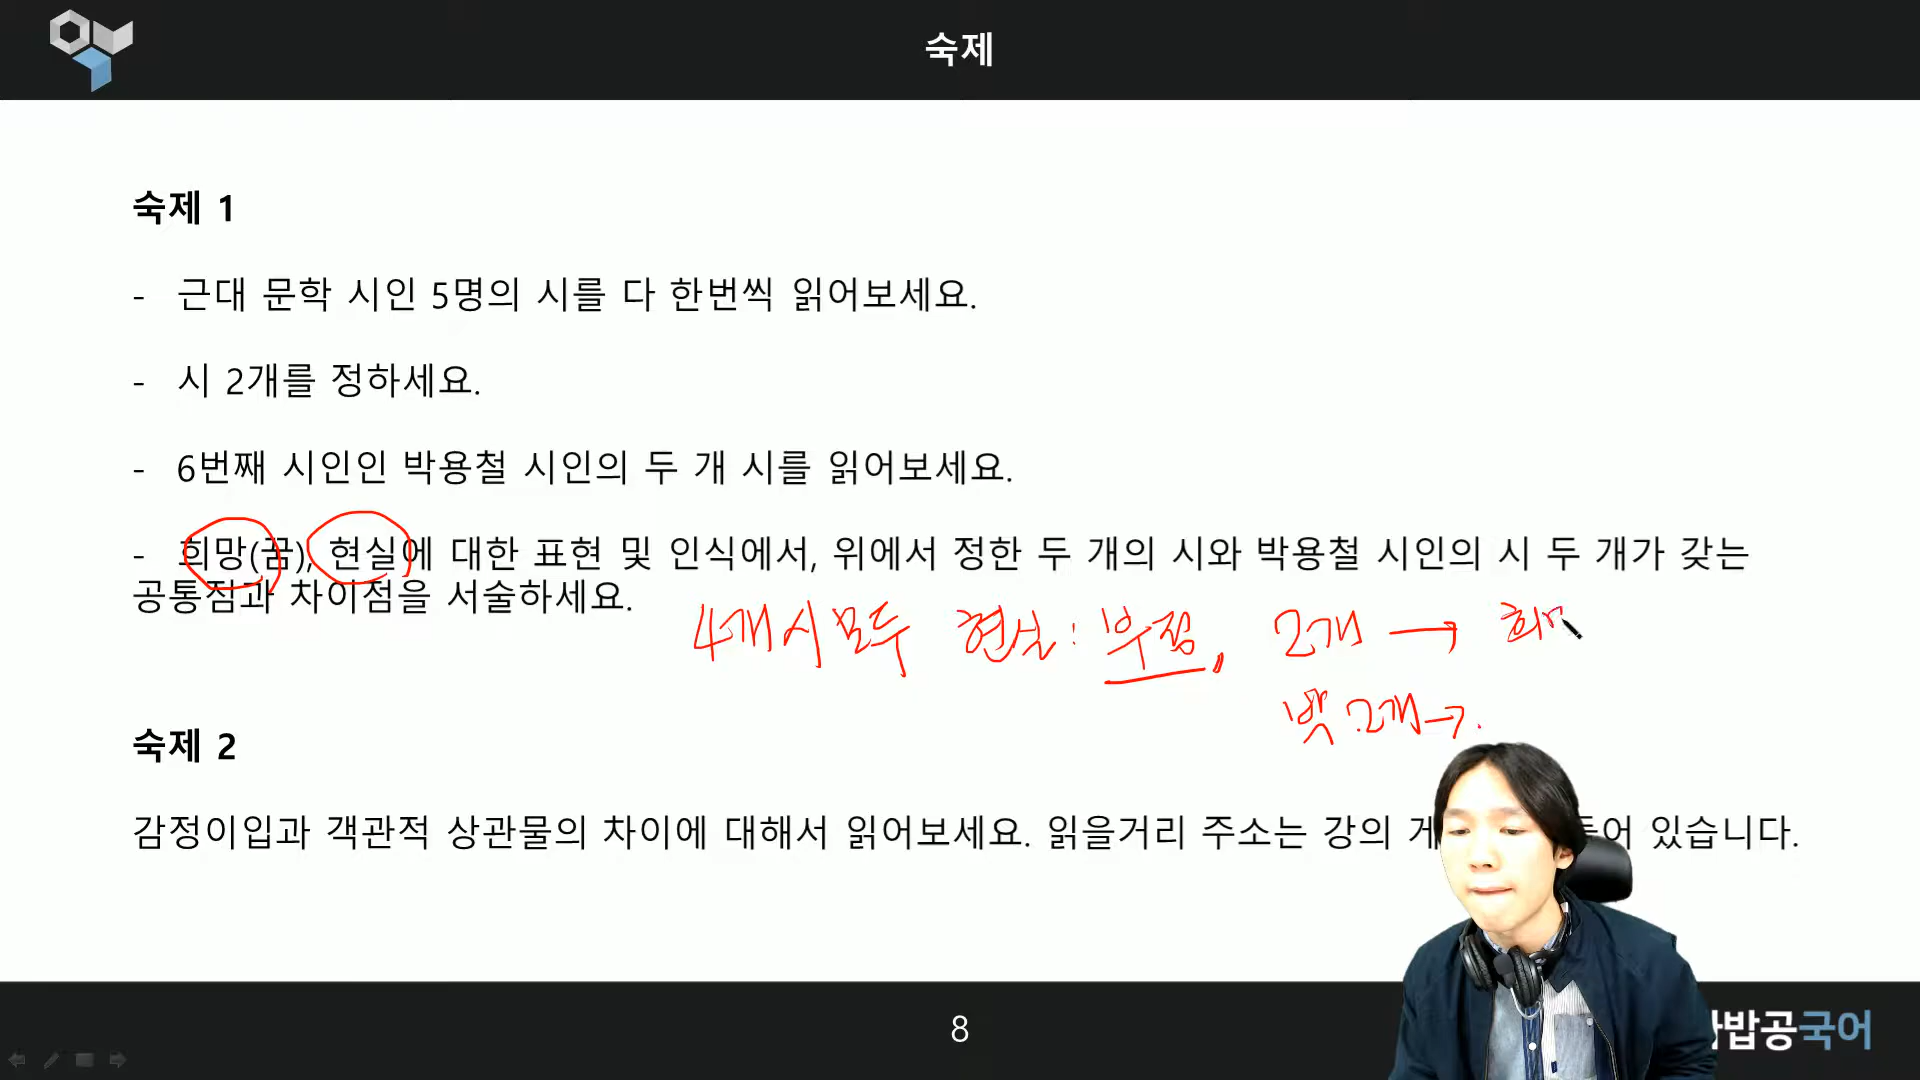 숙제
숙제 1
- 근대 문학 시인 5명의 시를 다 한번씩 읽어보세요.
- 시 2개를 정하세요.
- 6번째 시인인 박용철 시인의 두 개 시를 읽어보세요.
- 희망(꿈), 현실에 대한 표현 및 인식에서, 위에서 정한 두 개의 시와 박용철 시인의 시 두 개가 갖는
공통점과 차이점을 서술하세요.
4개 시 모두 현실: 부정, 2개 →
박 2개 →
숙제 2
감정이입과 객관적 상관물의 차이에 대해서 읽어보세요. 읽을거리 주소는 강의 게 있습니다.
8
밥공국어